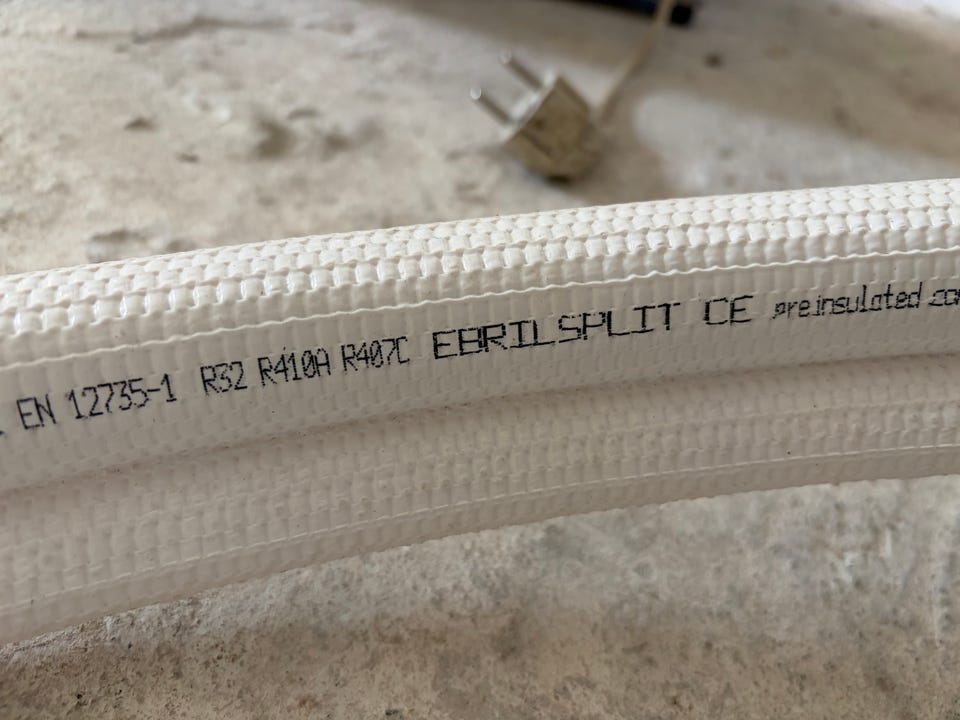 EN 12735-1 R32 R410A R407C EBRILSPLIT CE preinsulated